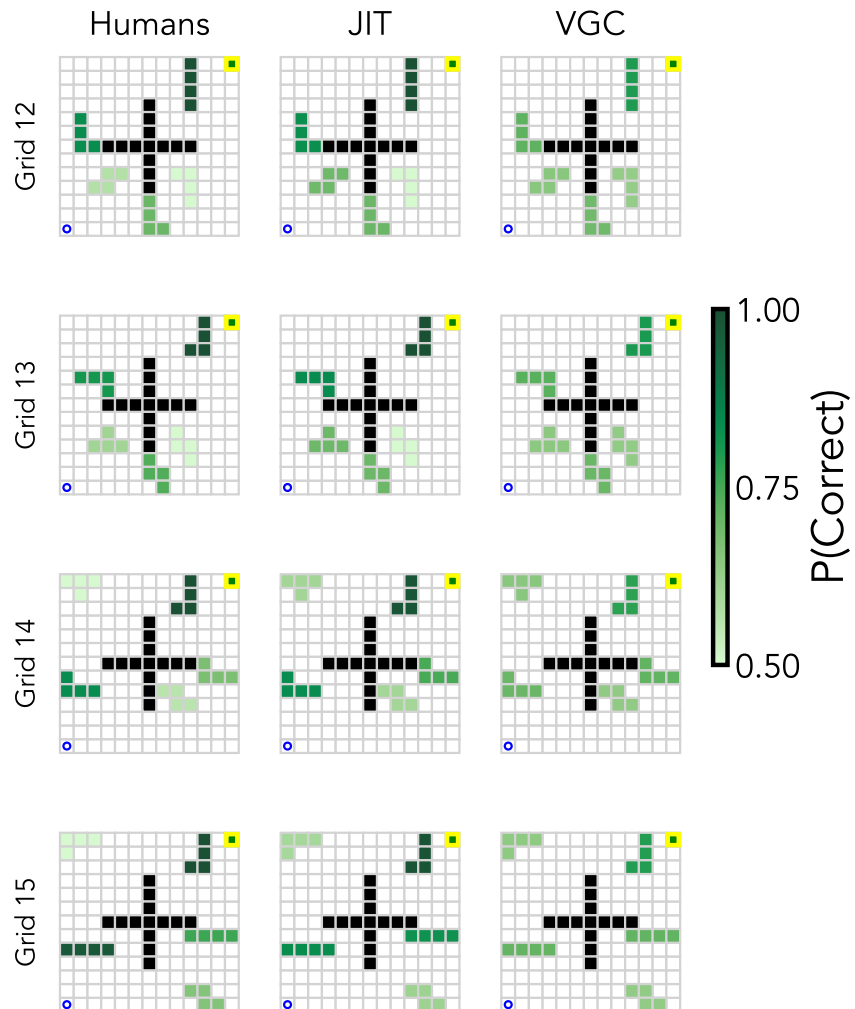 Humans JIT VGC
Grid 12
Grid 13
Grid 14
Grid 15
1.00
0.75
0.50
P(Correct)